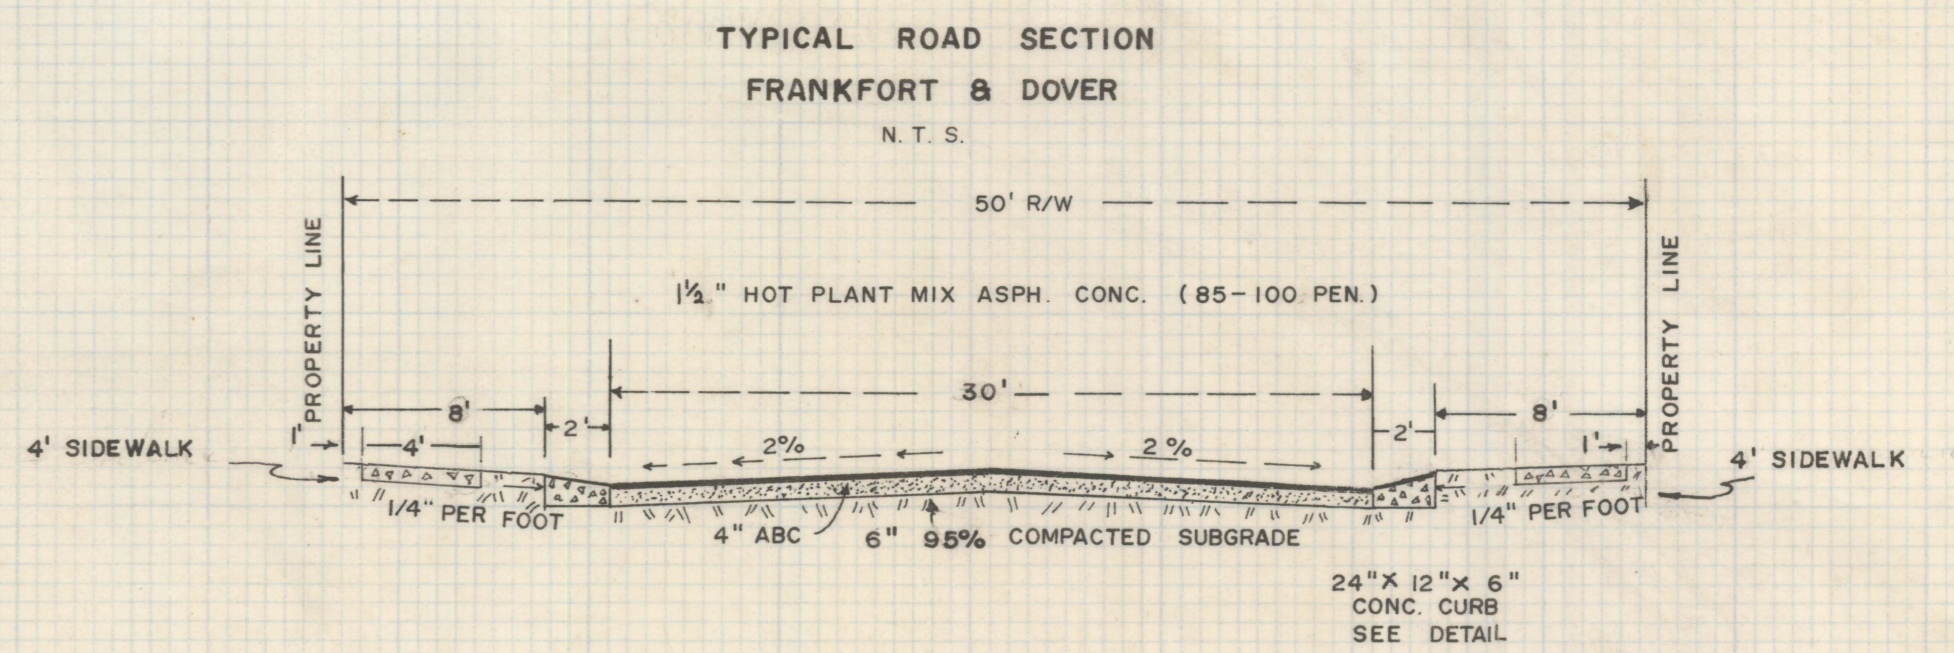 TYPICAL ROAD SECTION
FRANKFORT & DOVER
N. T. S.
50' R/W
PROPERTY LINE
PROPERTY LINE
1½" HOT PLANT MIX ASPH. CONC. (85-100 PEN.)
30'
8'
8'
2'
2'
1'
4'
1'
4' SIDEWALK
2%
2%
4' SIDEWALK
1/4" PER FOOT
1/4" PER FOOT
4" ABC
6" 95% COMPACTED SUBGRADE
24" X 12" X 6"
CONC. CURB
SEE DETAIL